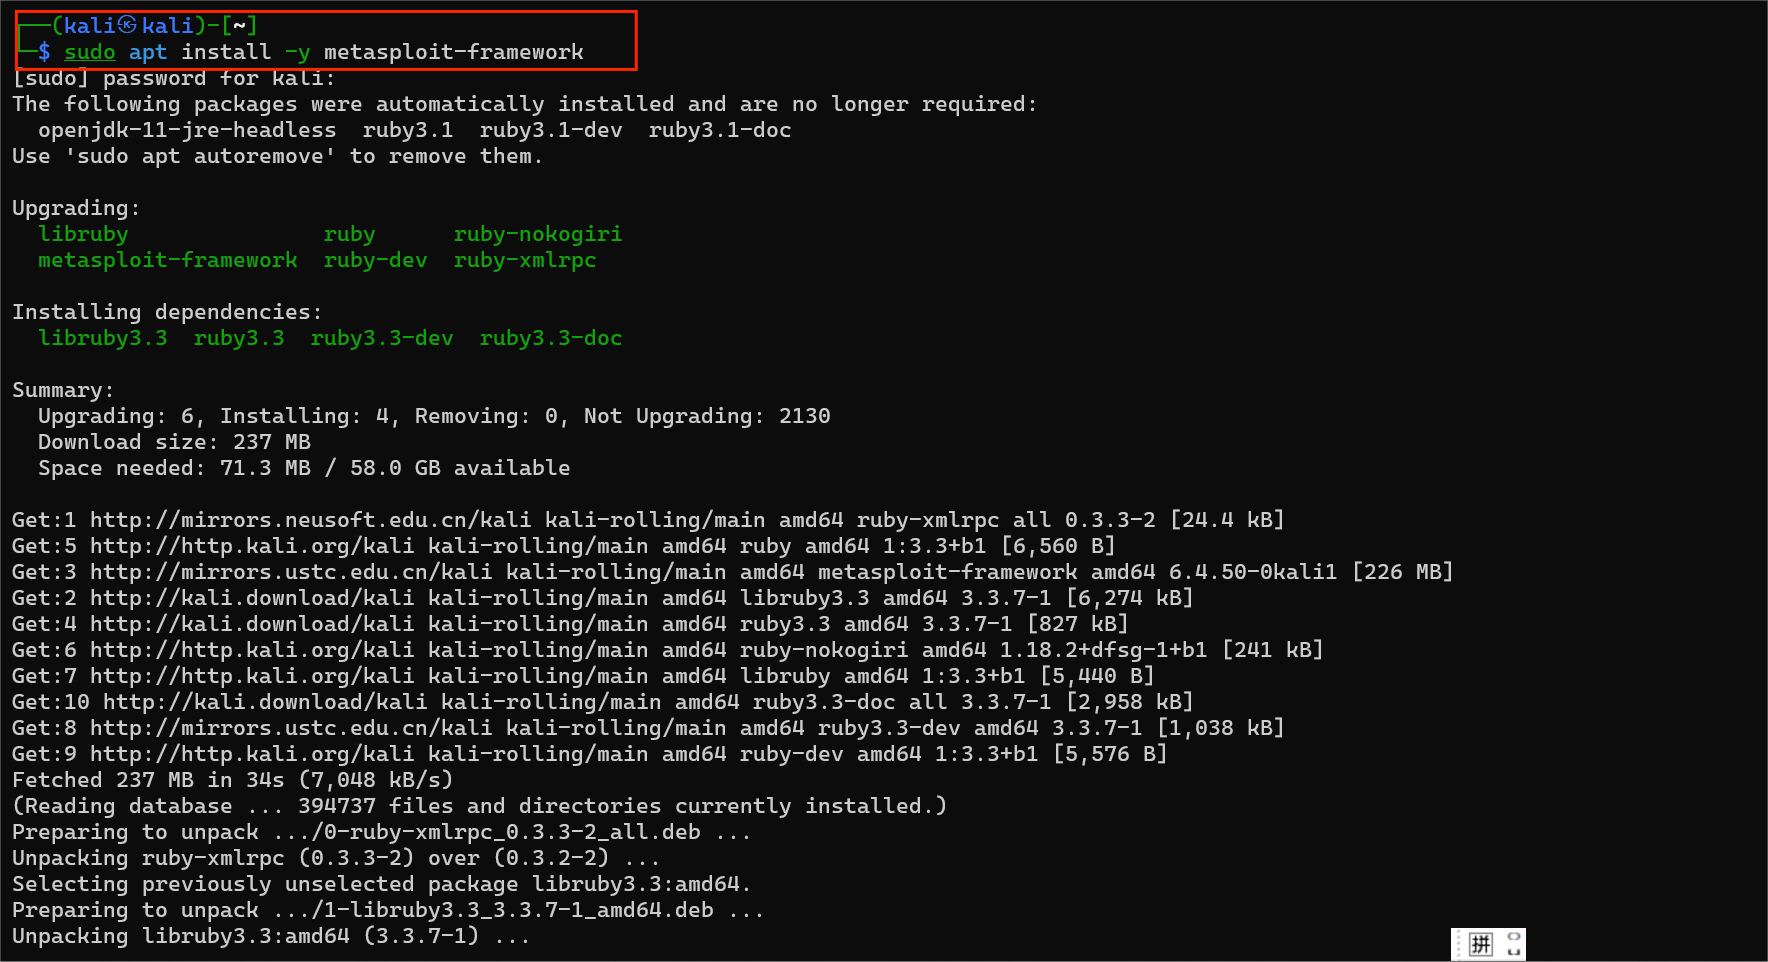 ┌──(kali㉿kali)-[~]
└─$ sudo apt install -y metasploit-framework
[sudo] password for kali:
The following packages were automatically installed and are no longer required:
  openjdk-11-jre-headless  ruby3.1  ruby3.1-dev  ruby3.1-doc
Use 'sudo apt autoremove' to remove them.

Upgrading:
  libruby               ruby      ruby-nokogiri
  metasploit-framework  ruby-dev  ruby-xmlrpc

Installing dependencies:
  libruby3.3  ruby3.3  ruby3.3-dev  ruby3.3-doc

Summary:
  Upgrading: 6, Installing: 4, Removing: 0, Not Upgrading: 2130
  Download size: 237 MB
  Space needed: 71.3 MB / 58.0 GB available

Get:1 http://mirrors.neusoft.edu.cn/kali kali-rolling/main amd64 ruby-xmlrpc all 0.3.3-2 [24.4 kB]
Get:5 http://http.kali.org/kali kali-rolling/main amd64 ruby amd64 1:3.3+b1 [6,560 B]
Get:3 http://mirrors.ustc.edu.cn/kali kali-rolling/main amd64 metasploit-framework amd64 6.4.50-0kali1 [226 MB]
Get:2 http://kali.download/kali kali-rolling/main amd64 libruby3.3 amd64 3.3.7-1 [6,274 kB]
Get:4 http://kali.download/kali kali-rolling/main amd64 ruby3.3 amd64 3.3.7-1 [827 kB]
Get:6 http://http.kali.org/kali kali-rolling/main amd64 ruby-nokogiri amd64 1.18.2+dfsg-1+b1 [241 kB]
Get:7 http://http.kali.org/kali kali-rolling/main amd64 libruby amd64 1:3.3+b1 [5,440 B]
Get:10 http://kali.download/kali kali-rolling/main amd64 ruby3.3-doc all 3.3.7-1 [2,958 kB]
Get:8 http://mirrors.ustc.edu.cn/kali kali-rolling/main amd64 ruby3.3-dev amd64 3.3.7-1 [1,038 kB]
Get:9 http://http.kali.org/kali kali-rolling/main amd64 ruby-dev amd64 1:3.3+b1 [5,576 B]
Fetched 237 MB in 34s (7,048 kB/s)
(Reading database ... 394737 files and directories currently installed.)
Preparing to unpack .../0-ruby-xmlrpc_0.3.3-2_all.deb ...
Unpacking ruby-xmlrpc (0.3.3-2) over (0.3.2-2) ...
Selecting previously unselected package libruby3.3:amd64.
Preparing to unpack .../1-libruby3.3_3.3.7-1_amd64.deb ...
Unpacking libruby3.3:amd64 (3.3.7-1) ...
拼